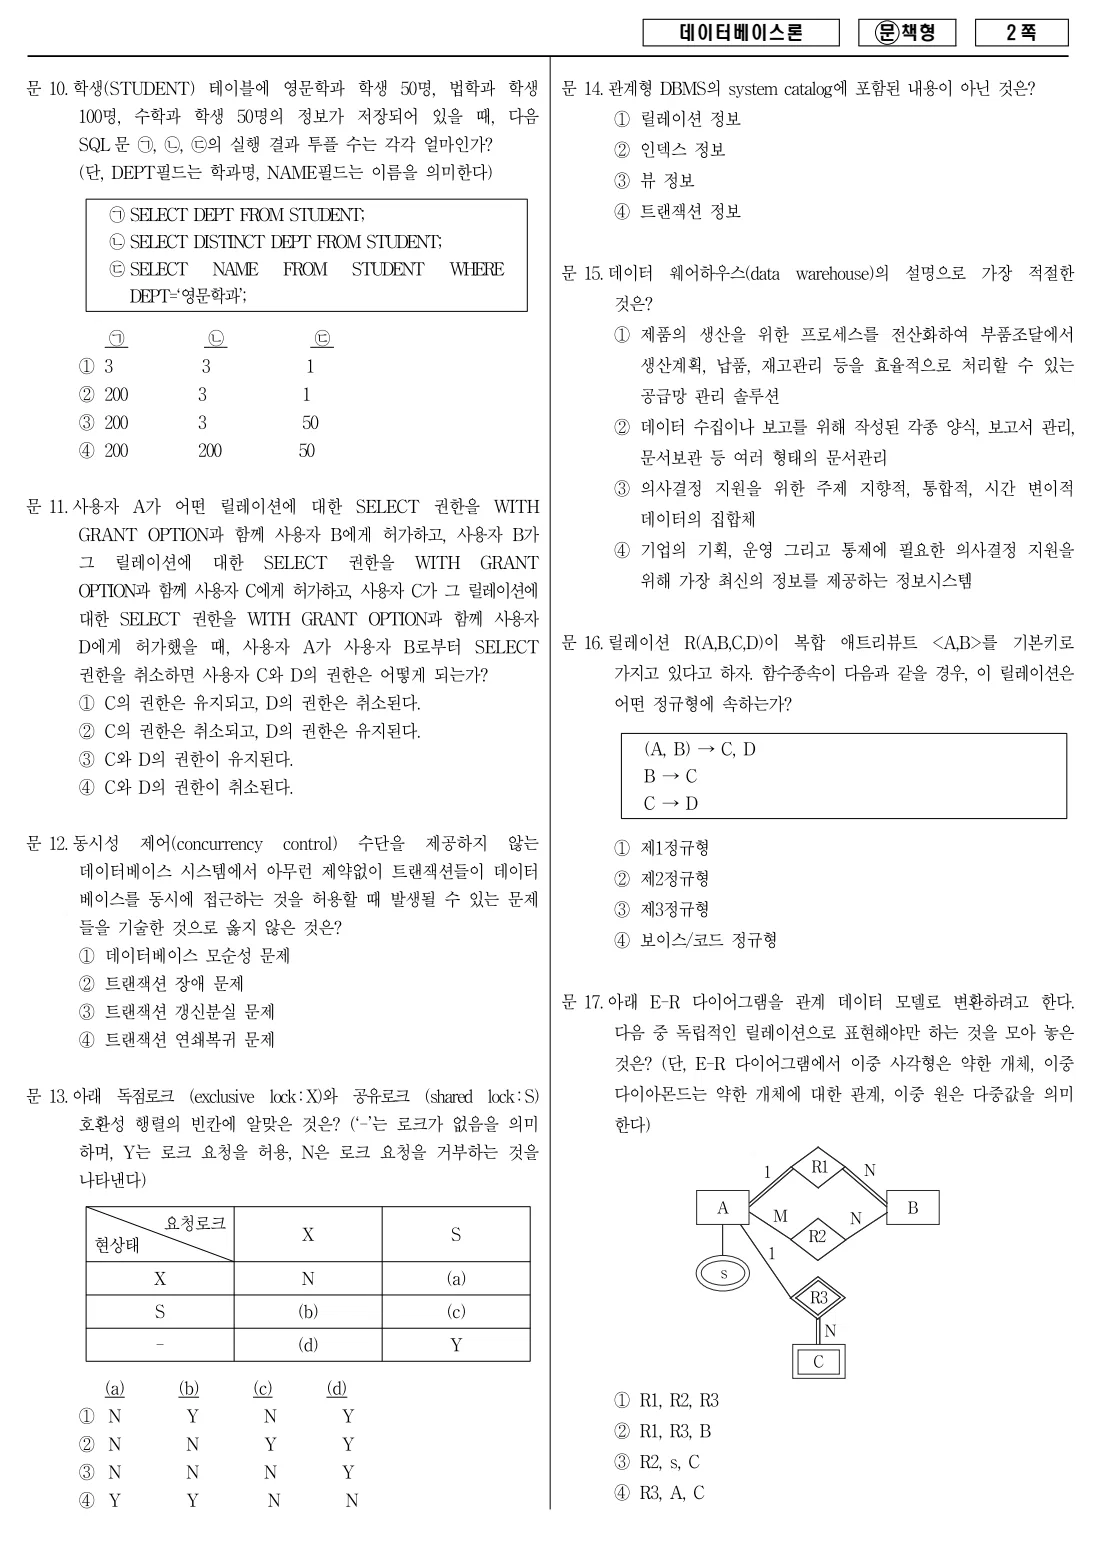 데이터베이스론 ㊛책형 2쪽
문 10. 학생(STUDENT) 테이블에 영문학과 학생 50명, 법학과 학생
100명, 수학과 학생 50명의 정보가 저장되어 있을 때, 다음
SQL 문 ㉠, ㉡, ㉢의 실행 결과 투플 수는 각각 얼마인가?
(단, DEPT필드는 학과명, NAME필드는 이름을 의미한다)
㉠ SELECT DEPT FROM STUDENT;
㉡ SELECT DISTINCT DEPT FROM STUDENT;
㉢ SELECT NAME FROM STUDENT WHERE
DEPT=‘영문학과’;
㉠ ㉡ ㉢
① 3 3 1
② 200 3 1
③ 200 3 50
④ 200 200 50
문 11. 사용자 A가 어떤 릴레이션에 대한 SELECT 권한을 WITH
GRANT OPTION과 함께 사용자 B에게 허가하고, 사용자 B가
그 릴레이션에 대한 SELECT 권한을 WITH GRANT
OPTION과 함께 사용자 C에게 허가하고, 사용자 C가 그 릴레이션에
대한 SELECT 권한을 WITH GRANT OPTION과 함께 사용자
D에게 허가했을 때, 사용자 A가 사용자 B로부터 SELECT
권한을 취소하면 사용자 C와 D의 권한은 어떻게 되는가?
① C의 권한은 유지되고, D의 권한은 취소된다.
② C의 권한은 취소되고, D의 권한은 유지된다.
③ C와 D의 권한이 유지된다.
④ C와 D의 권한이 취소된다.
문 12. 동시성 제어(concurrency control) 수단을 제공하지 않는
데이터베이스 시스템에서 아무런 제약없이 트랜잭션들이 데이터
베이스를 동시에 접근하는 것을 허용할 때 발생될 수 있는 문제
들을 기술한 것으로 옳지 않은 것은?
① 데이터베이스 모순성 문제
② 트랜잭션 장애 문제
③ 트랜잭션 갱신분실 문제
④ 트랜잭션 연쇄복귀 문제
문 13. 아래 독점로크 (exclusive lock:X)와 공유로크 (shared lock:S)
호환성 행렬의 빈칸에 알맞은 것은? (‘-’는 로크가 없음을 의미
하며, Y는 로크 요청을 허용, N은 로크 요청을 거부하는 것을
나타낸다)
요청로크
현상태
X S
X N (a)
S (b) (c)
- (d) Y
(a) (b) (c) (d)
① N Y N Y
② N N Y Y
③ N N N Y
④ Y Y N N
문 14. 관계형 DBMS의 system catalog에 포함된 내용이 아닌 것은?
① 릴레이션 정보
② 인덱스 정보
③ 뷰 정보
④ 트랜잭션 정보
문 15. 데이터 웨어하우스(data warehouse)의 설명으로 가장 적절한
것은?
① 제품의 생산을 위한 프로세스를 전산화하여 부품조달에서
생산계획, 납품, 재고관리 등을 효율적으로 처리할 수 있는
공급망 관리 솔루션
② 데이터 수집이나 보고를 위해 작성된 각종 양식, 보고서 관리,
문서보관 등 여러 형태의 문서관리
③ 의사결정 지원을 위한 주제 지향적, 통합적, 시간 변이적
데이터의 집합체
④ 기업의 기획, 운영 그리고 통제에 필요한 의사결정 지원을
위해 가장 최신의 정보를 제공하는 정보시스템
문 16. 릴레이션 R(A,B,C,D)이 복합 애트리뷰트 <A,B>를 기본키로
가지고 있다고 하자. 함수종속이 다음과 같을 경우, 이 릴레이션은
어떤 정규형에 속하는가?
(A, B) → C, D
B → C
C → D
① 제1정규형
② 제2정규형
③ 제3정규형
④ 보이스/코드 정규형
문 17. 아래 E-R 다이어그램을 관계 데이터 모델로 변환하려고 한다.
다음 중 독립적인 릴레이션으로 표현해야만 하는 것을 모아 놓은
것은? (단, E-R 다이어그램에서 이중 사각형은 약한 개체, 이중
다이아몬드는 약한 개체에 대한 관계, 이중 원은 다중값을 의미
한다)
1 R1 N
A B
M R2 N
1
s
R3
N
C
① R1, R2, R3
② R1, R3, B
③ R2, s, C
④ R3, A, C